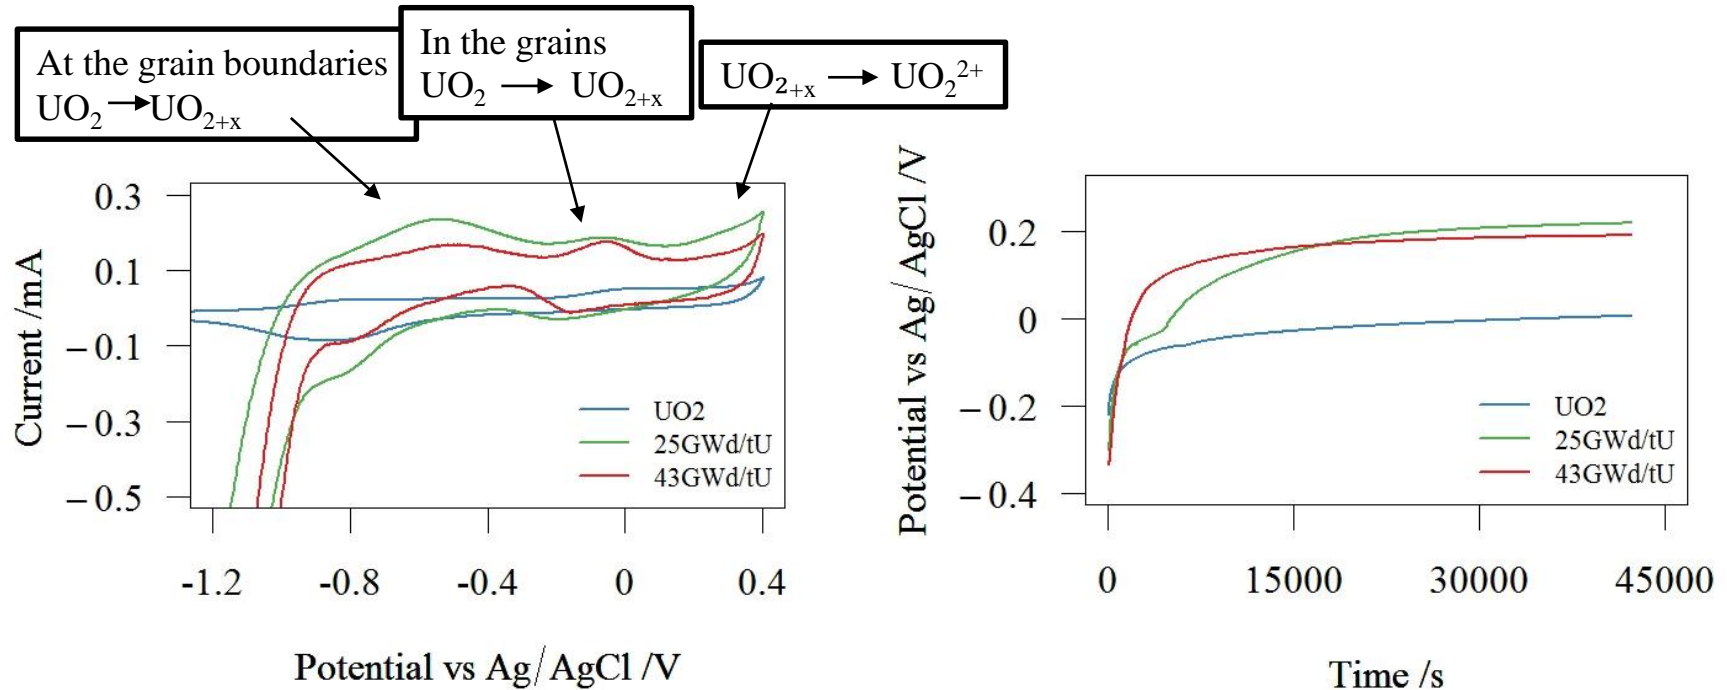 At the grain boundaries
UO₂ → UO₂₊ₓ
In the grains
UO₂ → UO₂₊ₓ
UO₂₊ₓ → UO₂²⁺
Current /mA
0.3
0.1
−0.1
−0.3
−0.5
UO2
25GWd/tU
43GWd/tU
-1.2 -0.8 -0.4 0 0.4
Potential vs Ag/AgCl /V
Potential vs Ag/AgCl /V
0.2
0
−0.2
−0.4
UO2
25GWd/tU
43GWd/tU
0 15000 30000 45000
Time /s